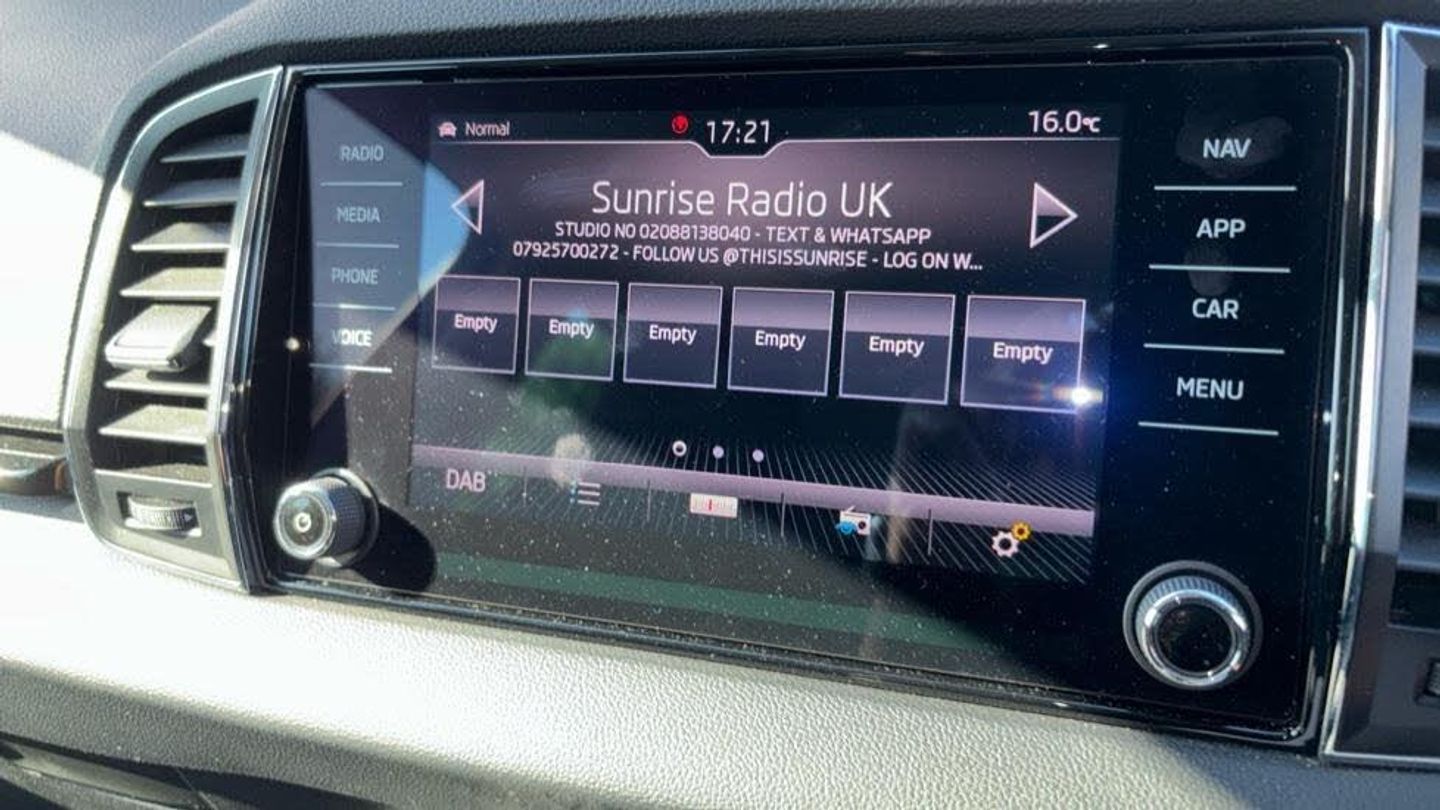 Normal
17:21
16.0℃
RADIO
MEDIA
PHONE
VOICE
Sunrise Radio UK
STUDIO NO 02088138040 - TEXT & WHATSAPP
07925700272 - FOLLOW US @THISISSUNRISE - LOG ON W...
Empty Empty Empty Empty Empty Empty
DAB
NAV
APP
CAR
MENU